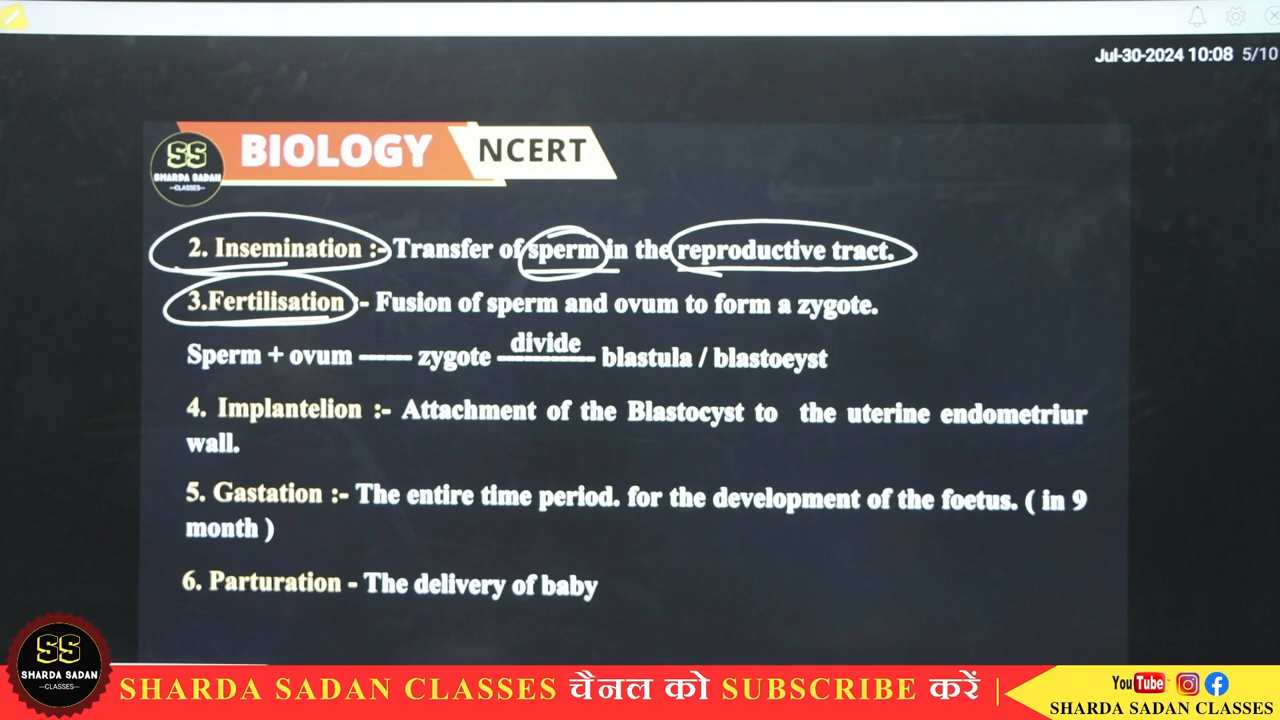 Jul-30-2024 10:08 5/10
SS
SHARDA SADAN
CLASSES
BIOLOGY NCERT
2. Insemination :- Transfer of sperm in the reproductive tract.
3.Fertilisation :- Fusion of sperm and ovum to form a zygote.
divide
Sperm + ovum ------ zygote ----------- blastula / blastoeyst
4. Implantelion :- Attachment of the Blastocyst to the uterine endometriur
wall.
5. Gastation :- The entire time period. for the development of the foetus. ( in 9
month )
6. Parturation - The delivery of baby
SS
SHARDA SADAN
CLASSES
SHARDA SADAN CLASSES चैनल को SUBSCRIBE करें |
YouTube
SHARDA SADAN CLASSES